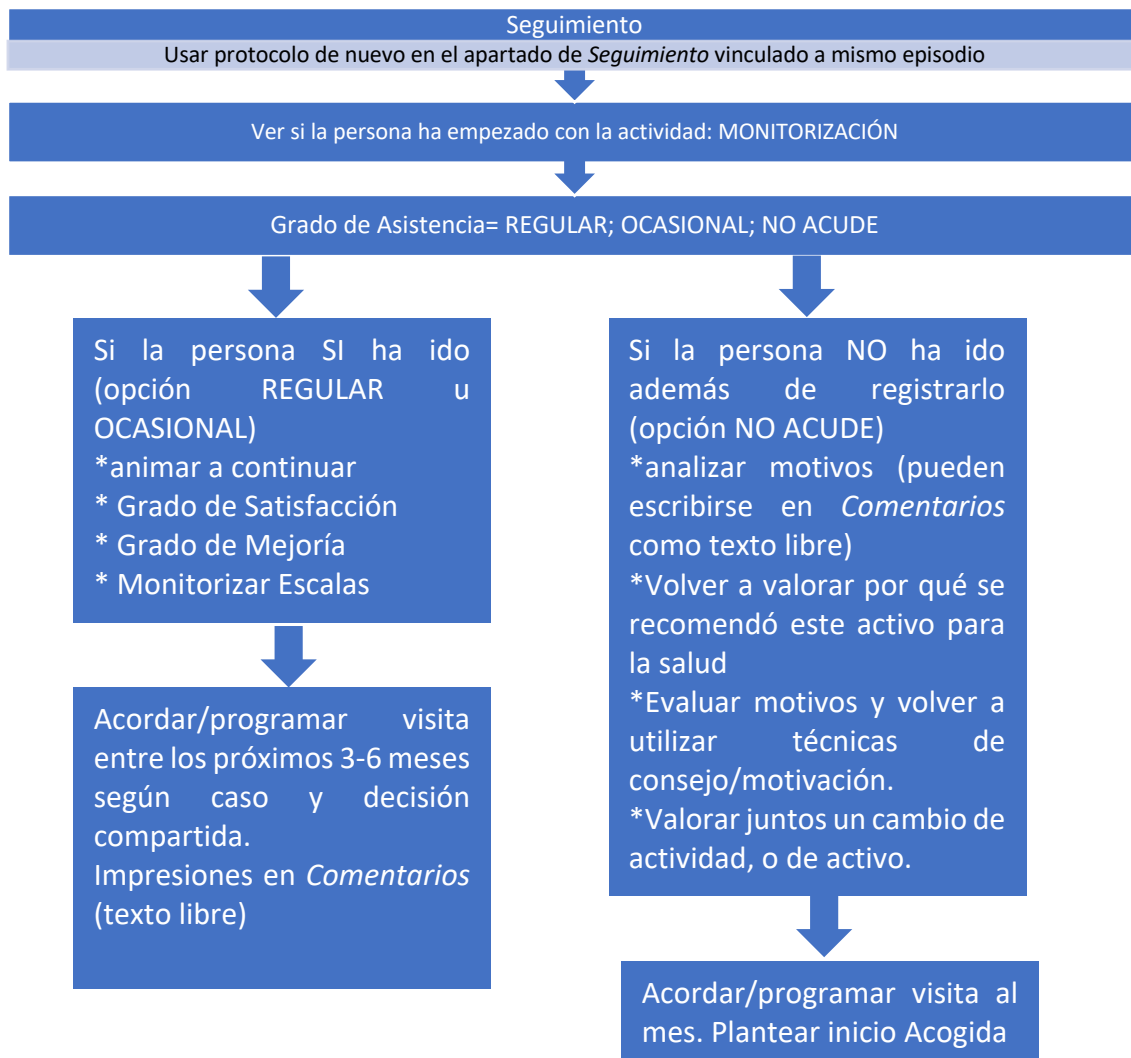 Seguimiento
Usar protocolo de nuevo en el apartado de Seguimiento vinculado a mismo episodio
Ver si la persona ha empezado con la actividad: MONITORIZACIÓN
Grado de Asistencia= REGULAR; OCASIONAL; NO ACUDE
Si la persona SI ha ido
(opción REGULAR u
OCASIONAL)
*animar a continuar
* Grado de Satisfacción
* Grado de Mejoría
* Monitorizar Escalas
Acordar/programar visita
entre los próximos 3-6 meses
según caso y decisión
compartida.
Impresiones en Comentarios
(texto libre)
Si la persona NO ha ido
además de registrarlo
(opción NO ACUDE)
*analizar motivos (pueden
escribirse en Comentarios
como texto libre)
*Volver a valorar por qué se
recomendó este activo para
la salud
*Evaluar motivos y volver a
utilizar técnicas de
consejo/motivación.
*Valorar juntos un cambio de
actividad, o de activo.
Acordar/programar visita al
mes. Plantear inicio Acogida